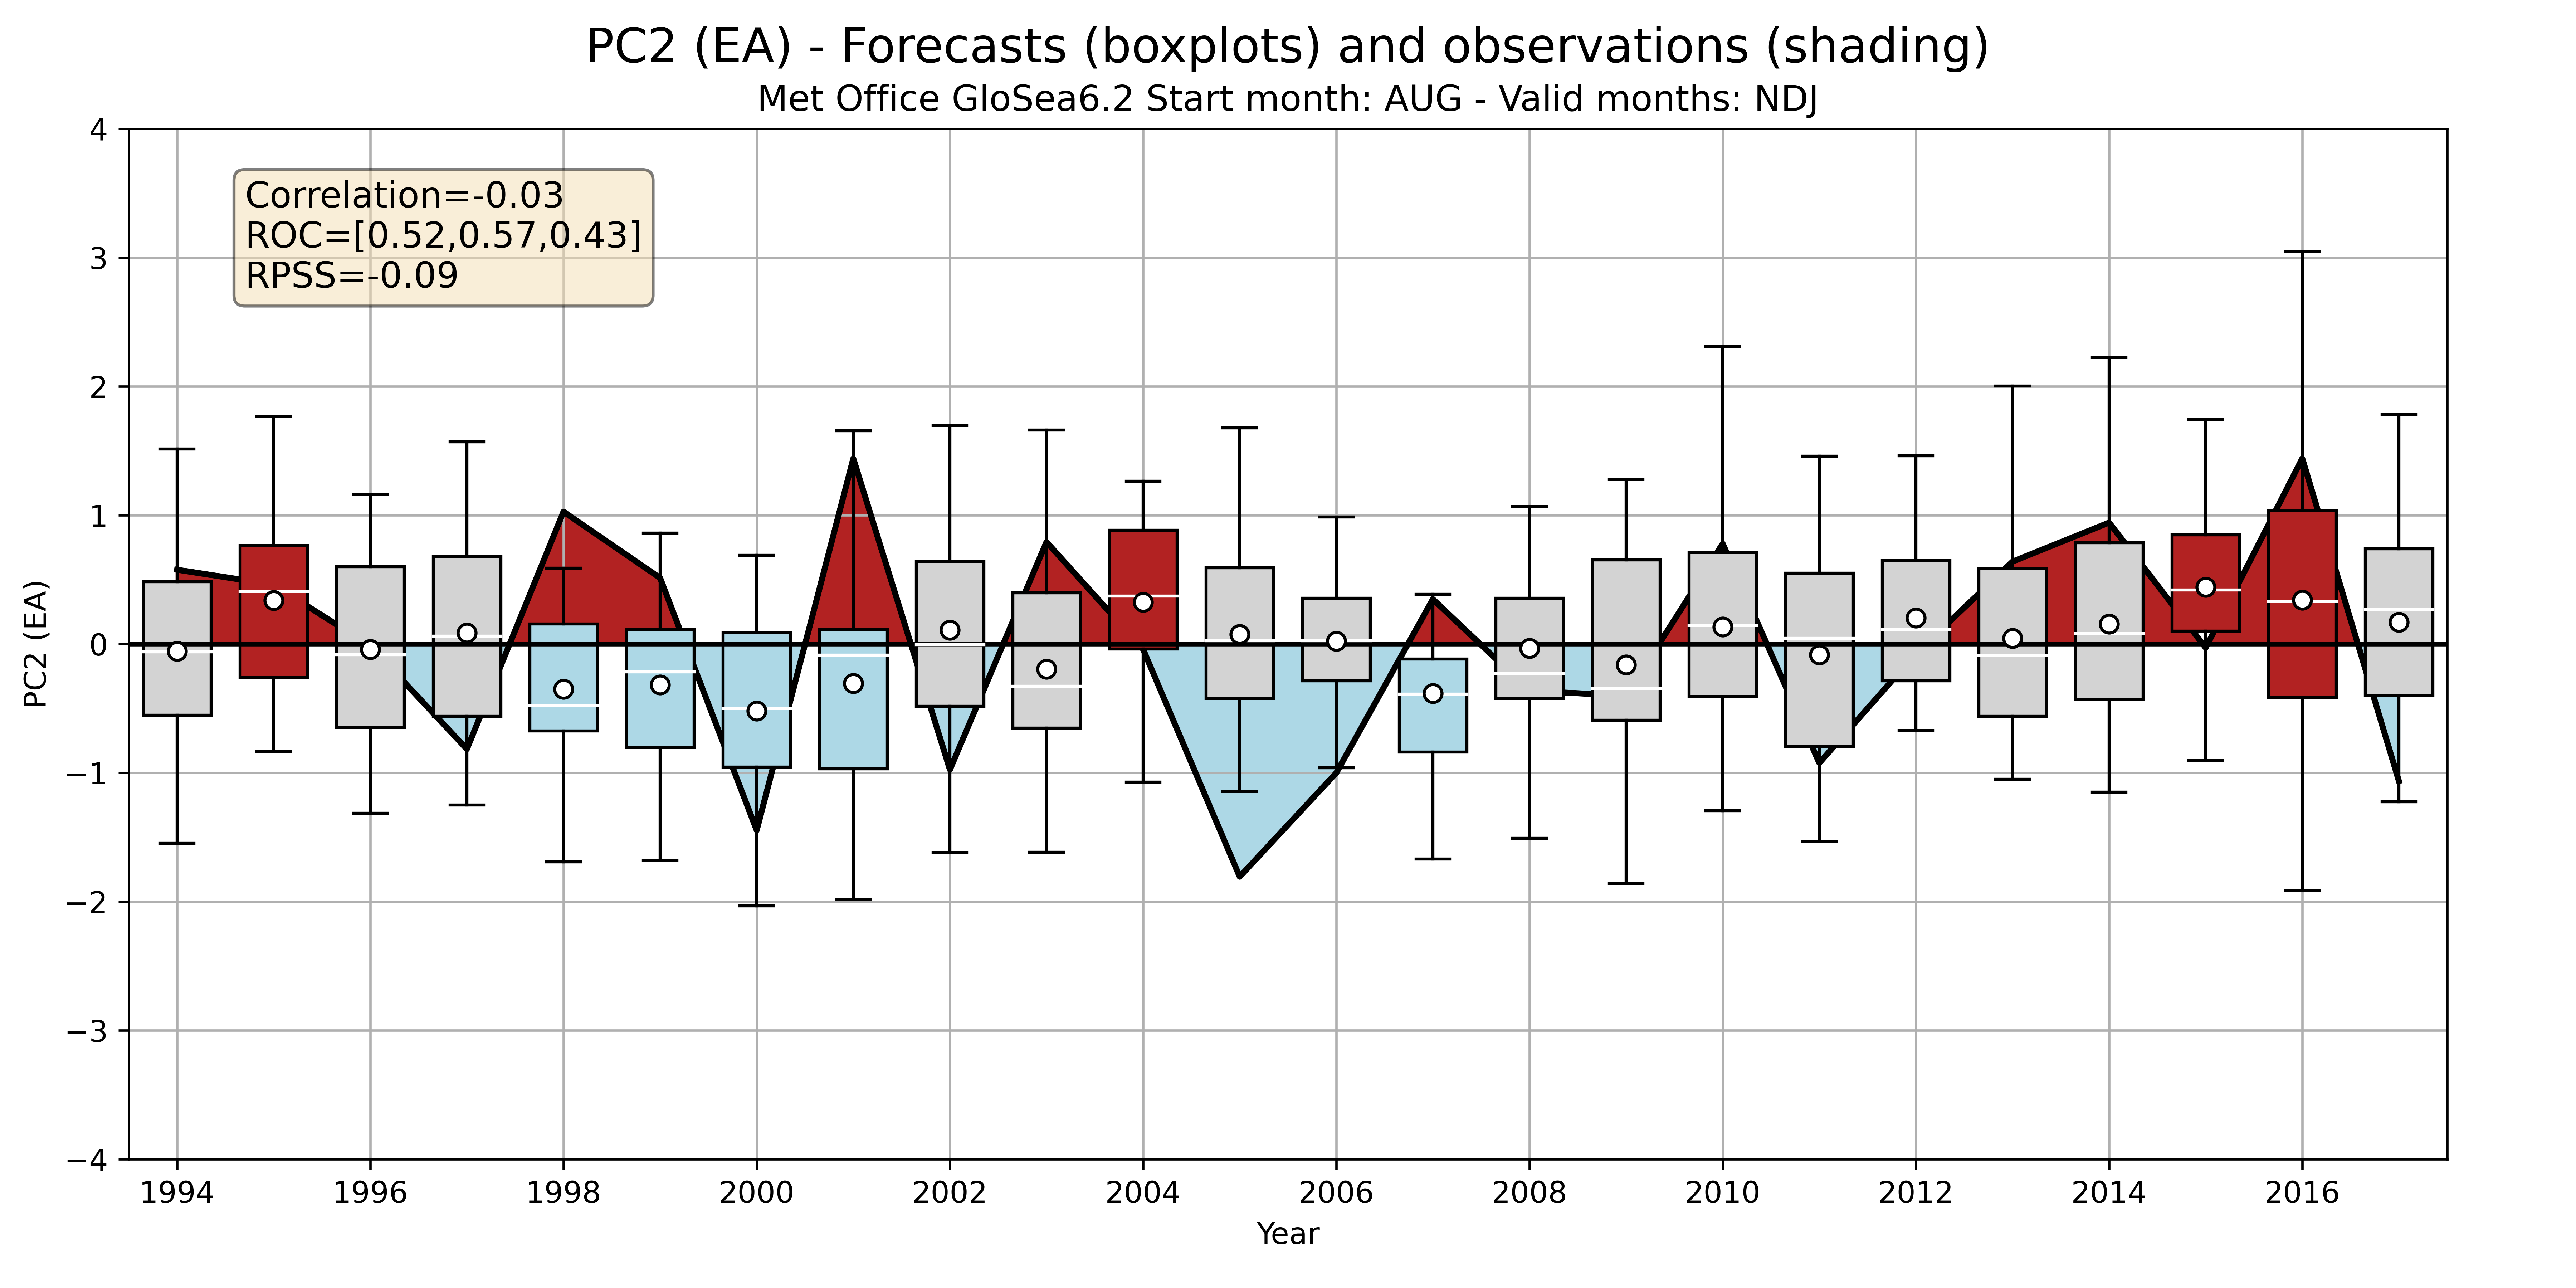 PC2 (EA) - Forecasts (boxplots) and observations (shading)
Met Office GloSea6.2 Start month: AUG - Valid months: NDJ
Correlation=-0.03
ROC=[0.52,0.57,0.43]
RPSS=-0.09
PC2 (EA)
4
3
2
1
0
−1
−2
−3
−4
1994 1996 1998 2000 2002 2004 2006 2008 2010 2012 2014 2016
Year